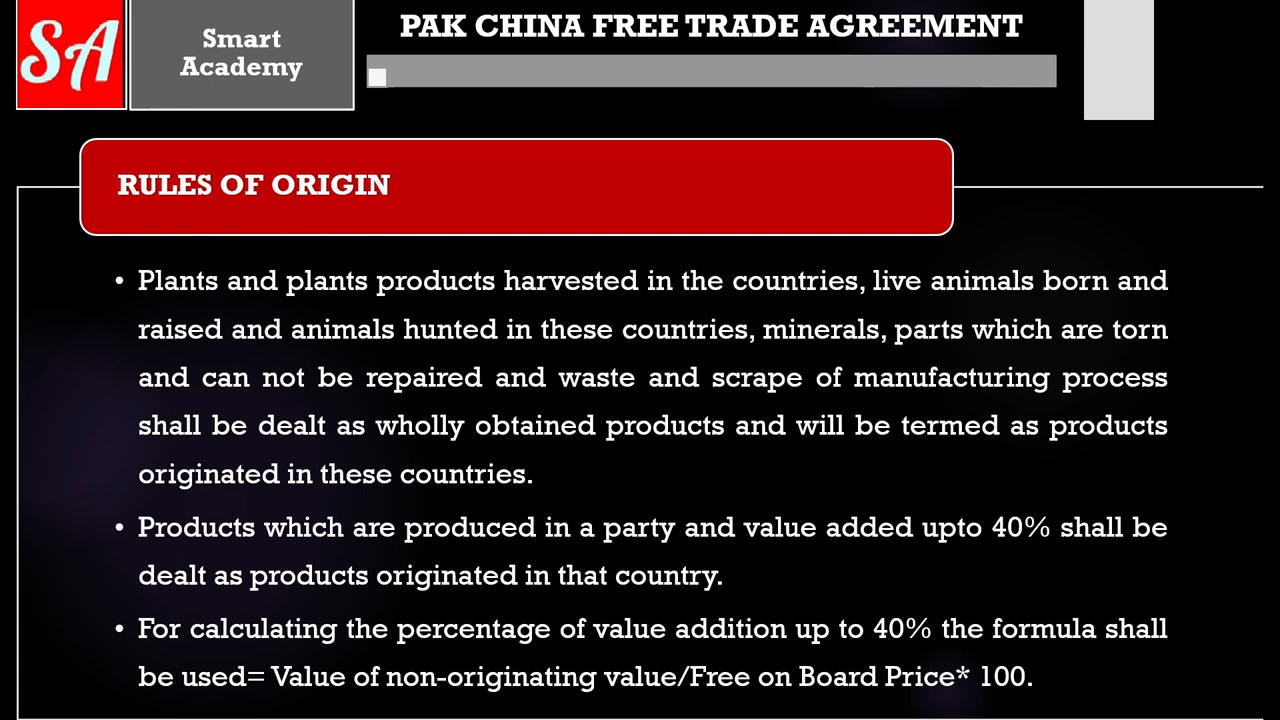 SA
Smart
Academy
PAK CHINA FREE TRADE AGREEMENT
RULES OF ORIGIN
• Plants and plants products harvested in the countries, live animals born and
raised and animals hunted in these countries, minerals, parts which are torn
and can not be repaired and waste and scrape of manufacturing process
shall be dealt as wholly obtained products and will be termed as products
originated in these countries.
• Products which are produced in a party and value added upto 40% shall be
dealt as products originated in that country.
• For calculating the percentage of value addition up to 40% the formula shall
be used= Value of non-originating value/Free on Board Price* 100.